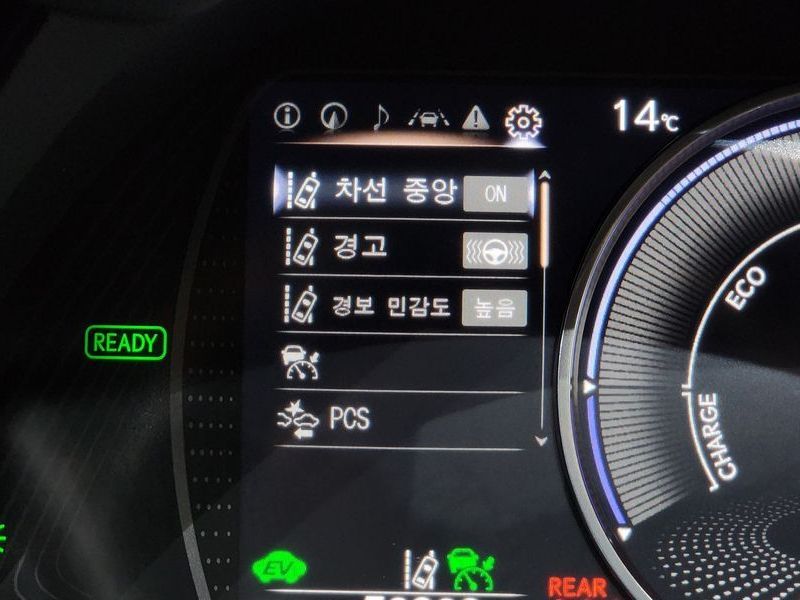 14℃
차선 중앙 ON
경고
경보 민감도 높음
READY
PCS
ECO
CHARGE
EV
REAR